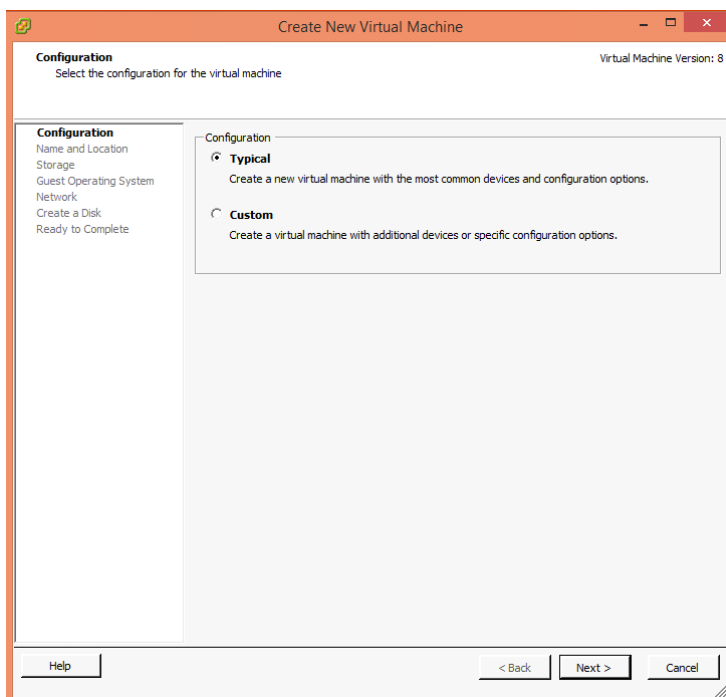 Create New Virtual Machine
Configuration
Virtual Machine Version: 8
Select the configuration for the virtual machine
Configuration
Name and Location
Storage
Guest Operating System
Network
Create a Disk
Ready to Complete
Configuration
Typical
Create a new virtual machine with the most common devices and configuration options.
Custom
Create a virtual machine with additional devices or specific configuration options.
Help
< Back
Next >
Cancel